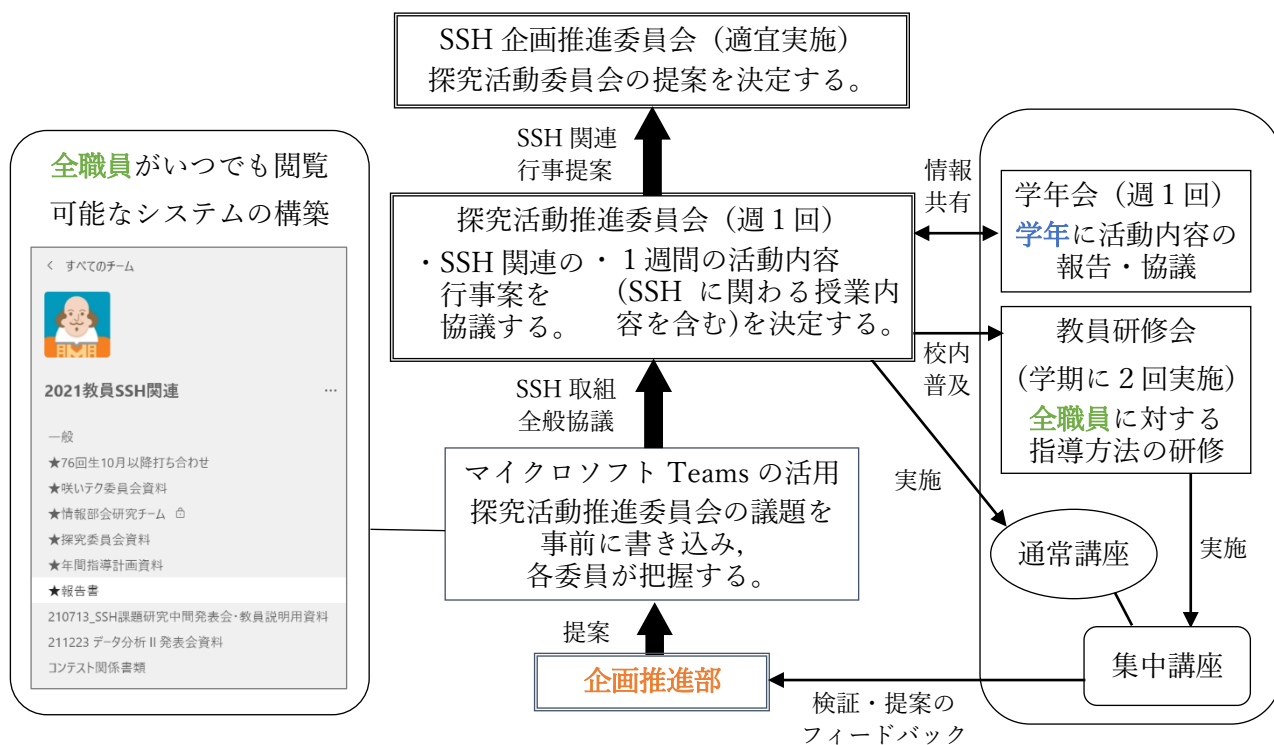 SSH 企画推進委員会（適宜実施）
探究活動委員会の提案を決定する。
SSH 関連
行事提案
全職員がいつでも閲覧
可能なシステムの構築
< すべてのチーム
2021教員SSH関連
…
一般
★76回生10月以降打ち合わせ
★咲いテク委員会資料
★情報部会研究チーム
★探究委員会資料
★年間指導計画資料
★報告書
210713_SSH課題研究中間発表会・教員説明用資料
211223 データ分析Ⅱ発表会資料
コンテスト関係書類
探究活動推進委員会（週１回）
・SSH 関連の
行事案を
協議する。
・１週間の活動内容
(SSH に関わる授業内
容を含む)を決定する。
情報
共有
学年会（週１回）
学年に活動内容の
報告・協議
校内
普及
教員研修会
(学期に２回実施)
全職員に対する
指導方法の研修
SSH 取組
全般協議
マイクロソフト Teams の活用
探究活動推進委員会の議題を
事前に書き込み,
各委員が把握する。
実施
通常講座
実施
集中講座
提案
企画推進部
検証・提案の
フィードバック